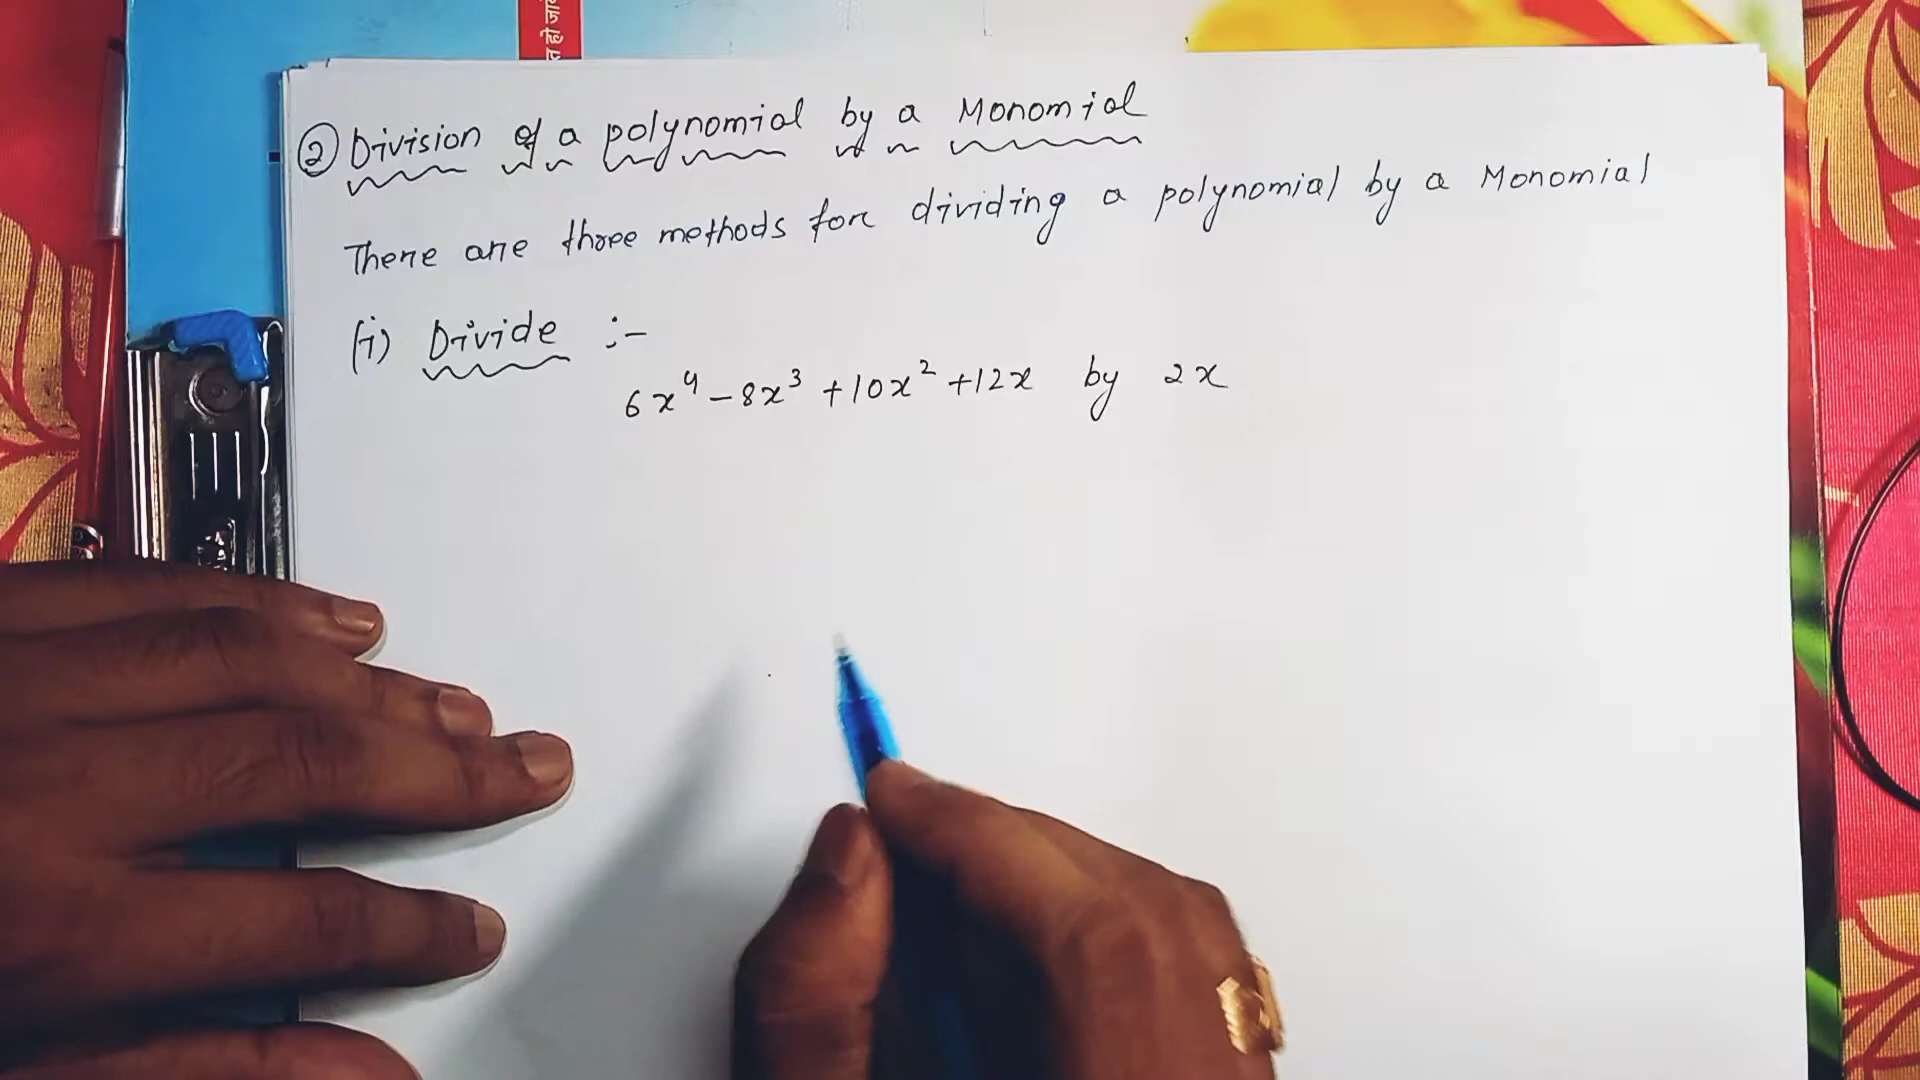 ② Division of a polynomial by a Monomial
There are three methods for dividing a polynomial by a Monomial
(i) Divide :-
6x⁴ - 8x³ + 10x² + 12x by 2x